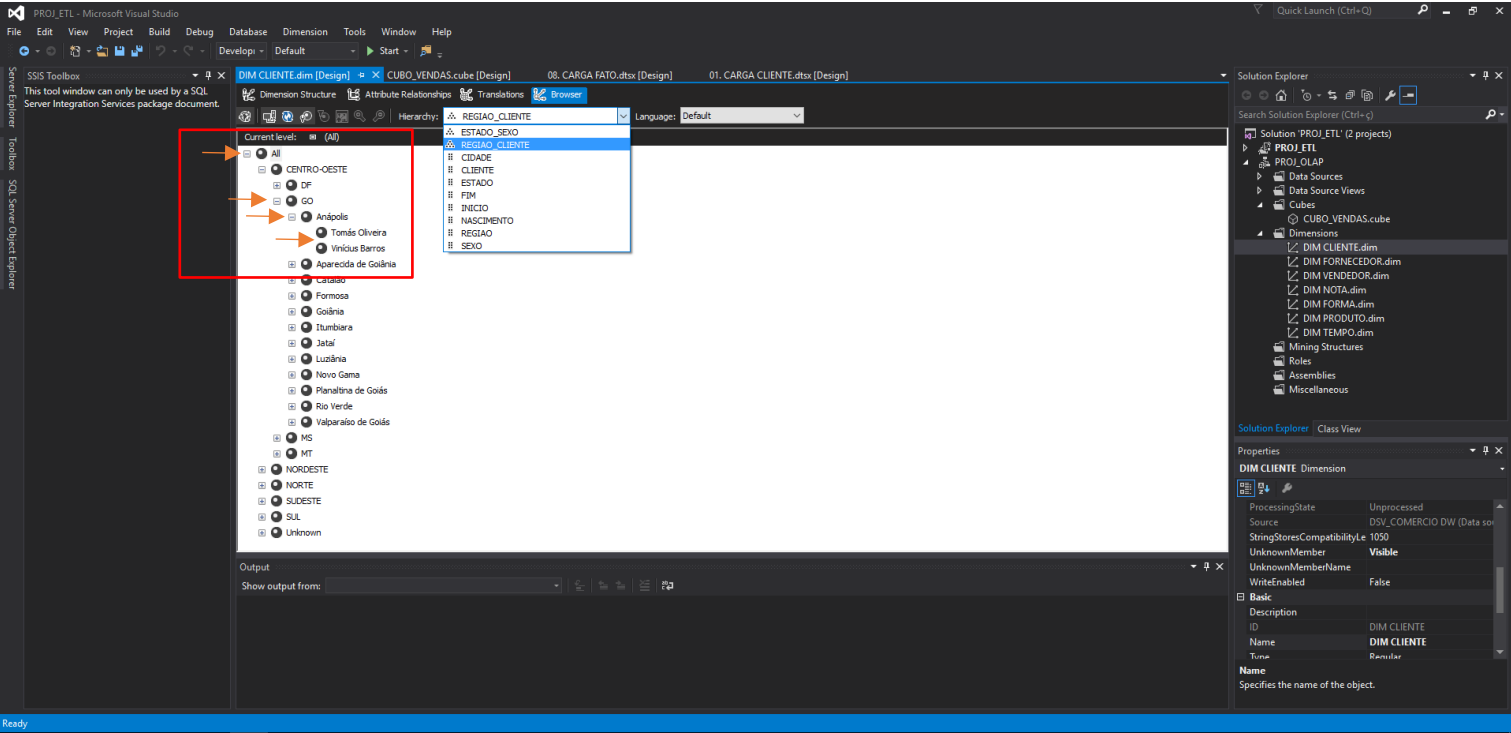 PROJ_ETL - Microsoft Visual Studio
Quick Launch (Ctrl+Q)
File Edit View Project Build Debug Database Dimension Tools Window Help
Default
Start
Server Explorer
Toolbox
SQL Server Object Explorer
SSIS Toolbox
This tool window can only be used by a SQL
Server Integration Services package document.
DIM CLIENTE.dim [Design]
CUBO_VENDAS.cube [Design]
08. CARGA FATO.dtsx [Design]
01. CARGA CLIENTE.dtsx [Design]
Dimension Structure
Attribute Relationships
Translations
Browser
Hierarchy: REGIAO_CLIENTE
Language: Default
Current level: (All)
All
CENTRO-OESTE
DF
GO
Anápolis
Tomás Oliveira
Vinícius Barros
Aparecida de Goiânia
Catalão
Formosa
Goiânia
Itumbiara
Jataí
Luziânia
Novo Gama
Planaltina de Goiás
Rio Verde
Valparaíso de Goiás
MS
MT
NORDESTE
NORTE
SUDESTE
SUL
Unknown
ESTADO_SEXO
REGIAO_CLIENTE
CIDADE
CLIENTE
ESTADO
FIM
INICIO
NASCIMENTO
REGIAO
SEXO
Output
Show output from:
Solution Explorer
Search Solution Explorer (Ctrl+ç)
Solution 'PROJ_ETL' (2 projects)
PROJ_ETL
PROJ_OLAP
Data Sources
Data Source Views
Cubes
CUBO_VENDAS.cube
Dimensions
DIM CLIENTE.dim
DIM FORNECEDOR.dim
DIM VENDEDOR.dim
DIM NOTA.dim
DIM FORMA.dim
DIM PRODUTO.dim
DIM TEMPO.dim
Mining Structures
Roles
Assemblies
Miscellaneous
Solution Explorer Class View
Properties
DIM CLIENTE Dimension
ProcessingState Unprocessed
Source DSV_COMERCIO DW (Data sou
StringStoresCompatibilityLe 1050
UnknownMember Visible
UnknownMemberName
WriteEnabled False
Basic
Description
ID DIM CLIENTE
Name DIM CLIENTE
Type Regular
Name
Specifies the name of the object.
Ready